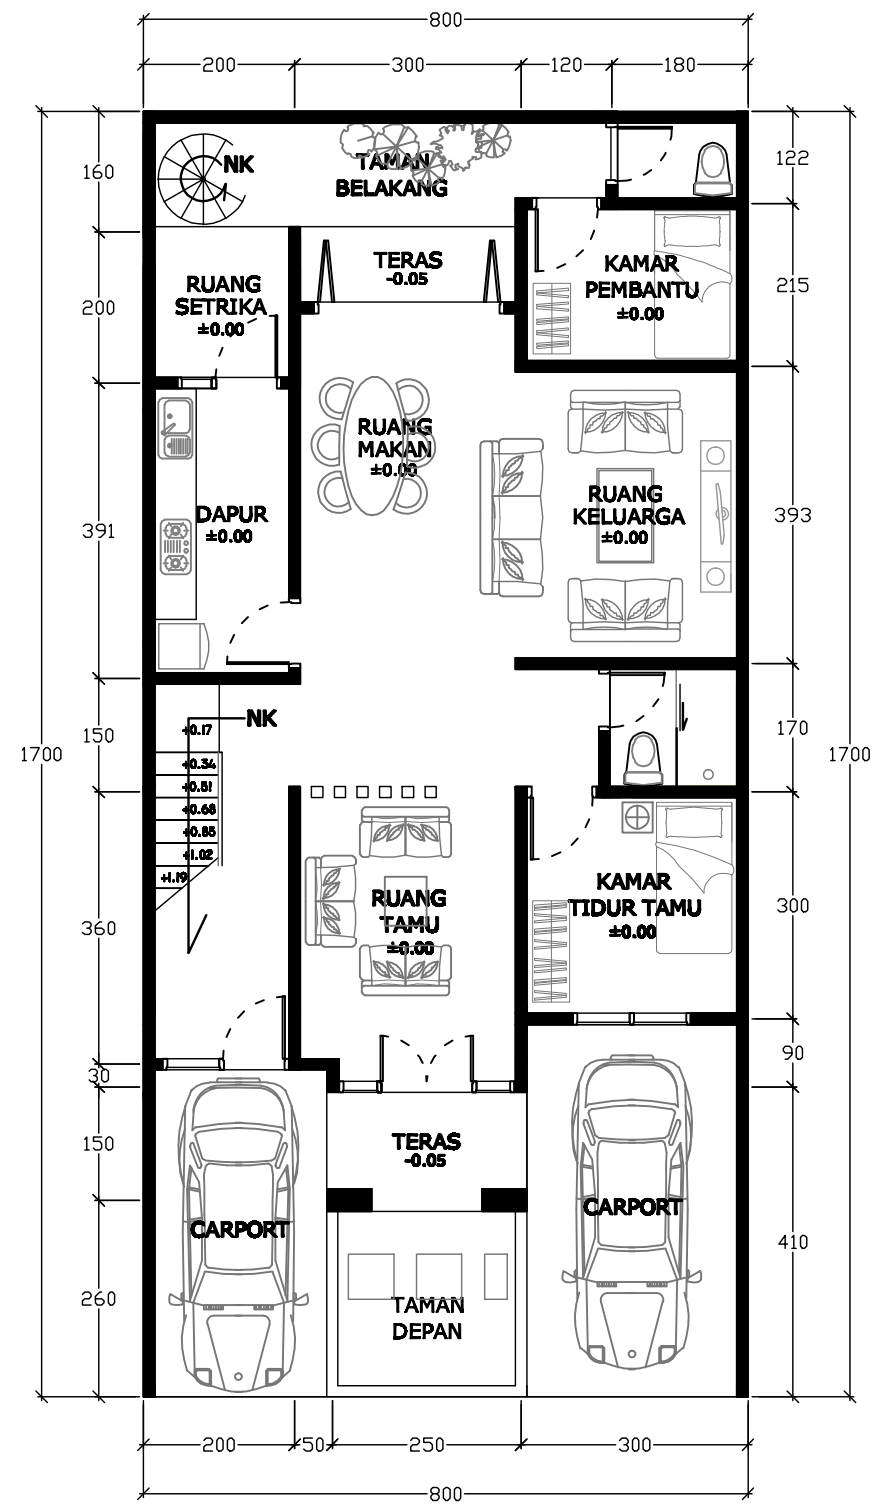 800
200
300
120
180
NK
TAMAN
BELAKANG
160
122
TERAS
-0.05
RUANG
SETRIKA
±0.00
KAMAR
PEMBANTU
±0.00
200
215
RUANG
MAKAN
±0.00
DAPUR
±0.00
RUANG
KELUARGA
±0.00
391
393
NK
+0.17
+0.34
+0.51
+0.68
+0.85
+1.02
+1.19
150
170
1700
1700
RUANG
TAMU
±0.00
KAMAR
TIDUR TAMU
±0.00
360
300
30
90
TERAS
-0.05
150
CARPORT
CARPORT
410
260
TAMAN
DEPAN
200
50
250
300
800